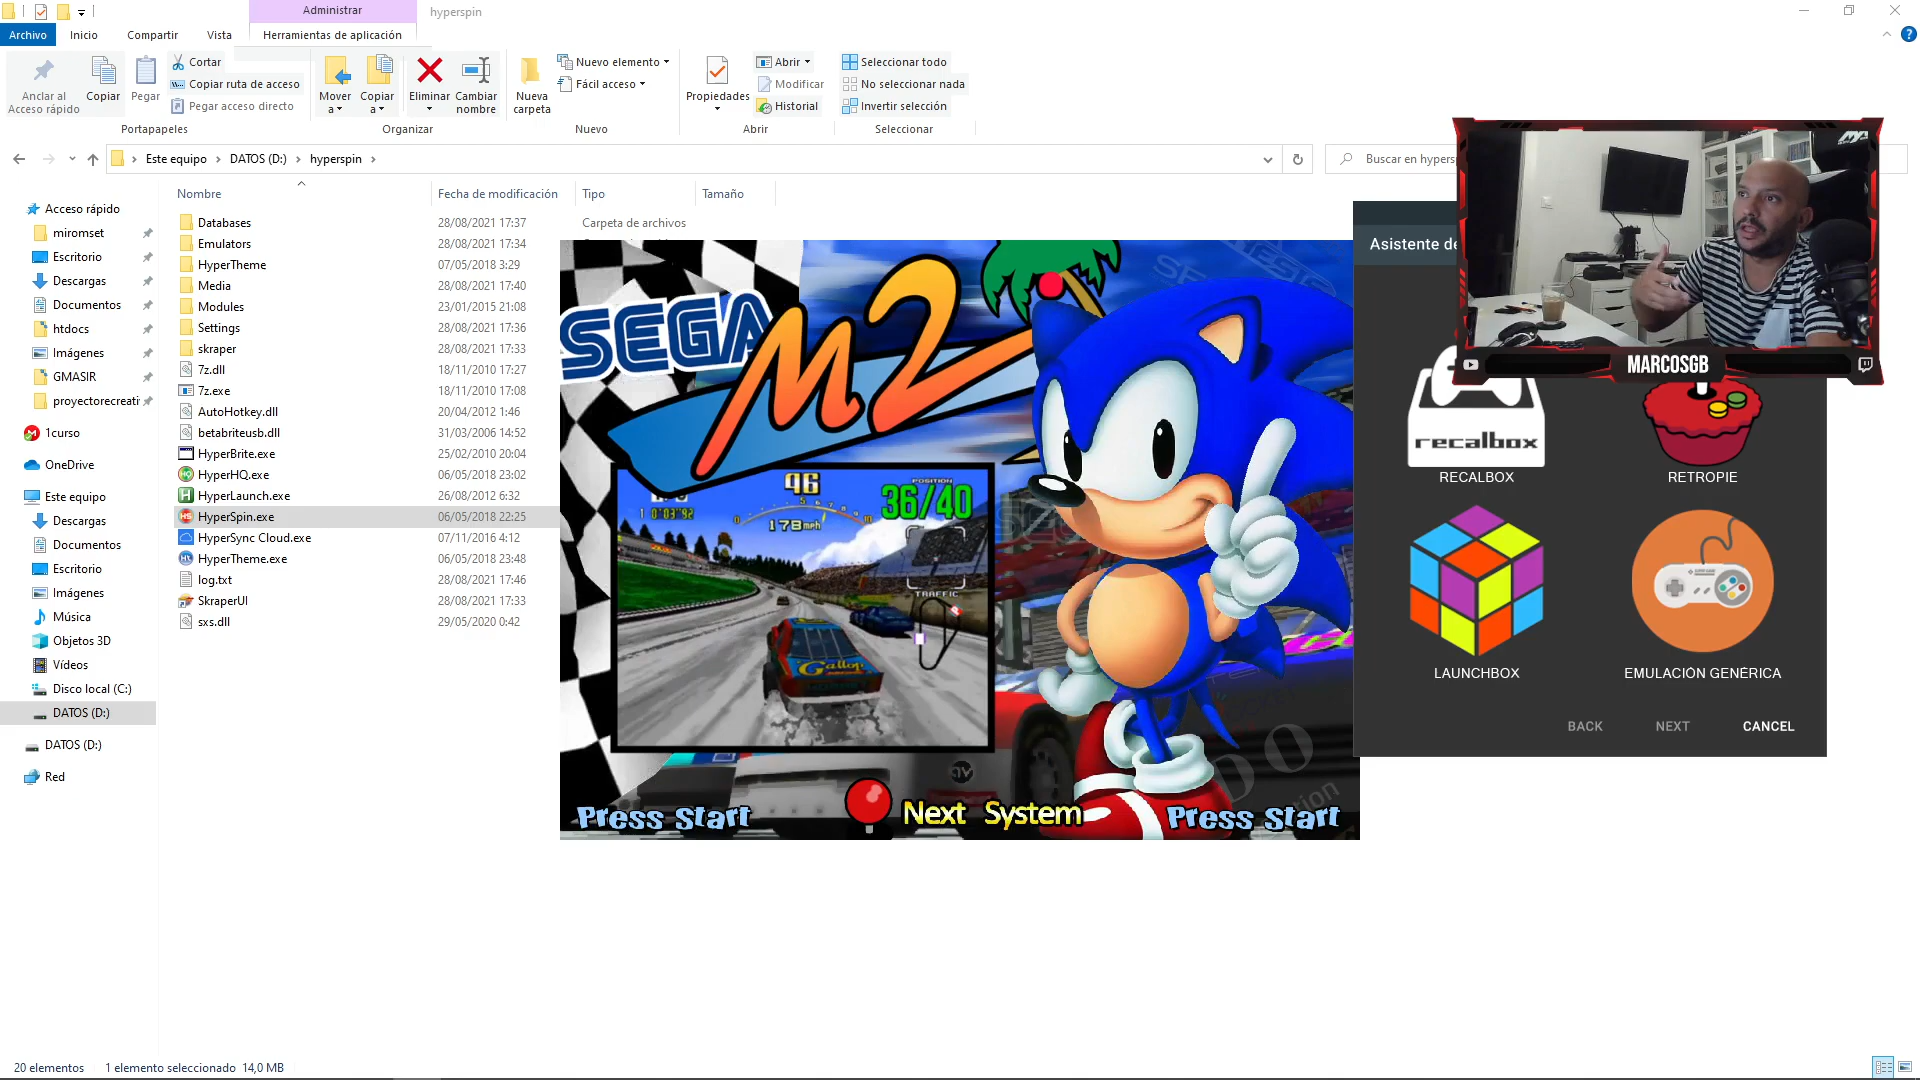 Administrar
hyperspin
Archivo
Inicio
Compartir
Vista
Herramientas de aplicación
Anclar al
Acceso rápido
Copiar
Pegar
Cortar
Copiar ruta de acceso
Pegar acceso directo
Portapapeles
Mover
a
Copiar
a
Eliminar
Cambiar
nombre
Organizar
Nueva
carpeta
Nuevo elemento
Fácil acceso
Nuevo
Propiedades
Abrir
Modificar
Historial
Abrir
Seleccionar todo
No seleccionar nada
Invertir selección
Seleccionar
Este equipo > DATOS (D:) > hyperspin >
Buscar en hypers
Nombre
Fecha de modificación
Tipo
Tamaño
Acceso rápido
miromset
Escritorio
Descargas
Documentos
htdocs
Imágenes
GMASIR
proyectorecreati
1curso
OneDrive
Este equipo
Descargas
Documentos
Escritorio
Imágenes
Música
Objetos 3D
Vídeos
Disco local (C:)
DATOS (D:)
DATOS (D:)
Red
Databases 28/08/2021 17:37 Carpeta de archivos
Emulators 28/08/2021 17:34
HyperTheme 07/05/2018 3:29
Media 28/08/2021 17:40
Modules 23/01/2015 21:08
Settings 28/08/2021 17:36
skraper 28/08/2021 17:33
7z.dll 18/11/2010 17:27
7z.exe 18/11/2010 17:08
AutoHotkey.dll 20/04/2012 1:46
betabriteusb.dll 31/03/2006 14:52
HyperBrite.exe 25/02/2010 20:04
HyperHQ.exe 06/05/2018 23:02
HyperLaunch.exe 26/08/2012 6:32
HyperSpin.exe 06/05/2018 22:25
HyperSync Cloud.exe 07/11/2016 4:12
HyperTheme.exe 06/05/2018 23:48
log.txt 28/08/2021 17:46
SkraperUI 28/08/2021 17:33
sxs.dll 29/05/2020 0:42
SEGA
M2
96
178mph
POSITION
36/40
1 0'03"92
TRAFFIC
Gallop
Press Start
Next System
Press Start
Asistente de
MARCOSGB
recalbox
RECALBOX
RETROPIE
LAUNCHBOX
EMULACIÓN GENÉRICA
BACK
NEXT
CANCEL
20 elementos
1 elemento seleccionado 14,0 MB